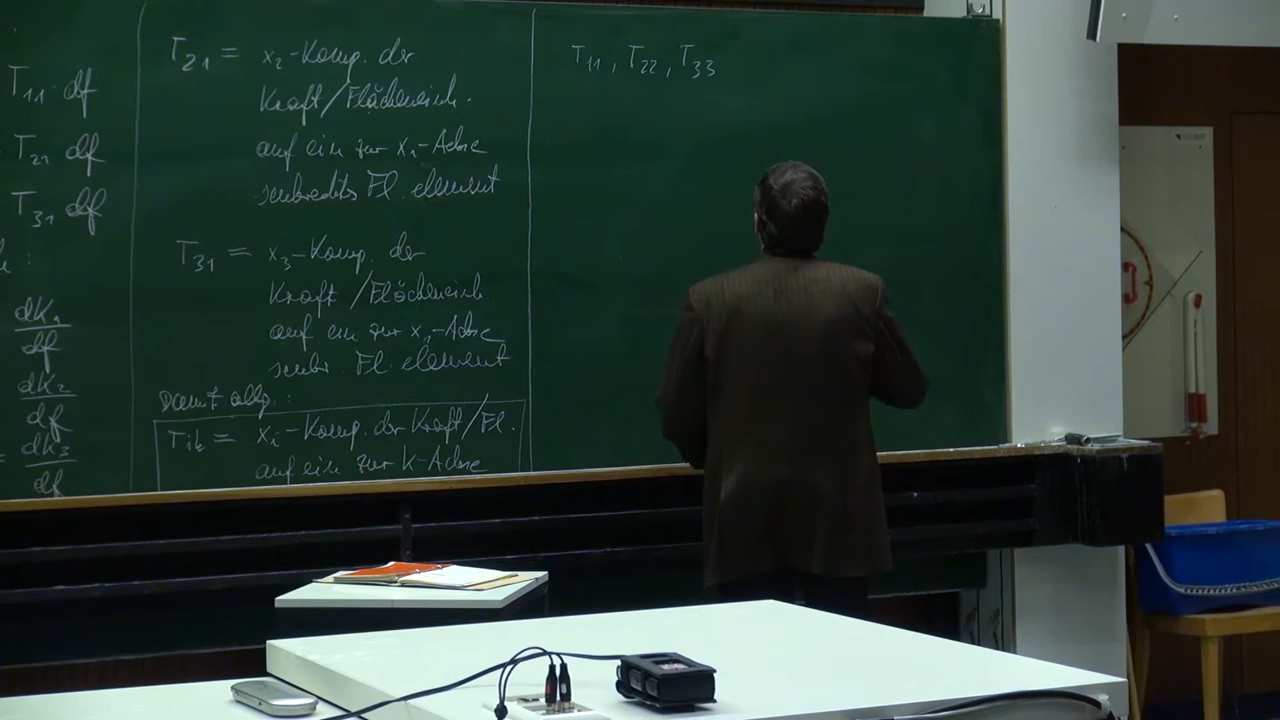 T₁₁ df
T₂₁ df
T₃₁ df
dK₁
df
dK₂
df
= dK₃
df
T₂₁ = x₂-Komp. der
Kraft/Flächeneinh.
auf ein zur x₁-Achse
senkrechtes Fl. element
T₃₁ = x₃-Komp. der
Kraft/Flächeneinh.
auf ein zur x₁-Achse
senkr. Fl. element
Damit allg.:
Tᵢₖ = xᵢ-Komp. der Kraft/Fl.
auf ein zur k-Achse
T₁₁, T₂₂, T₃₃